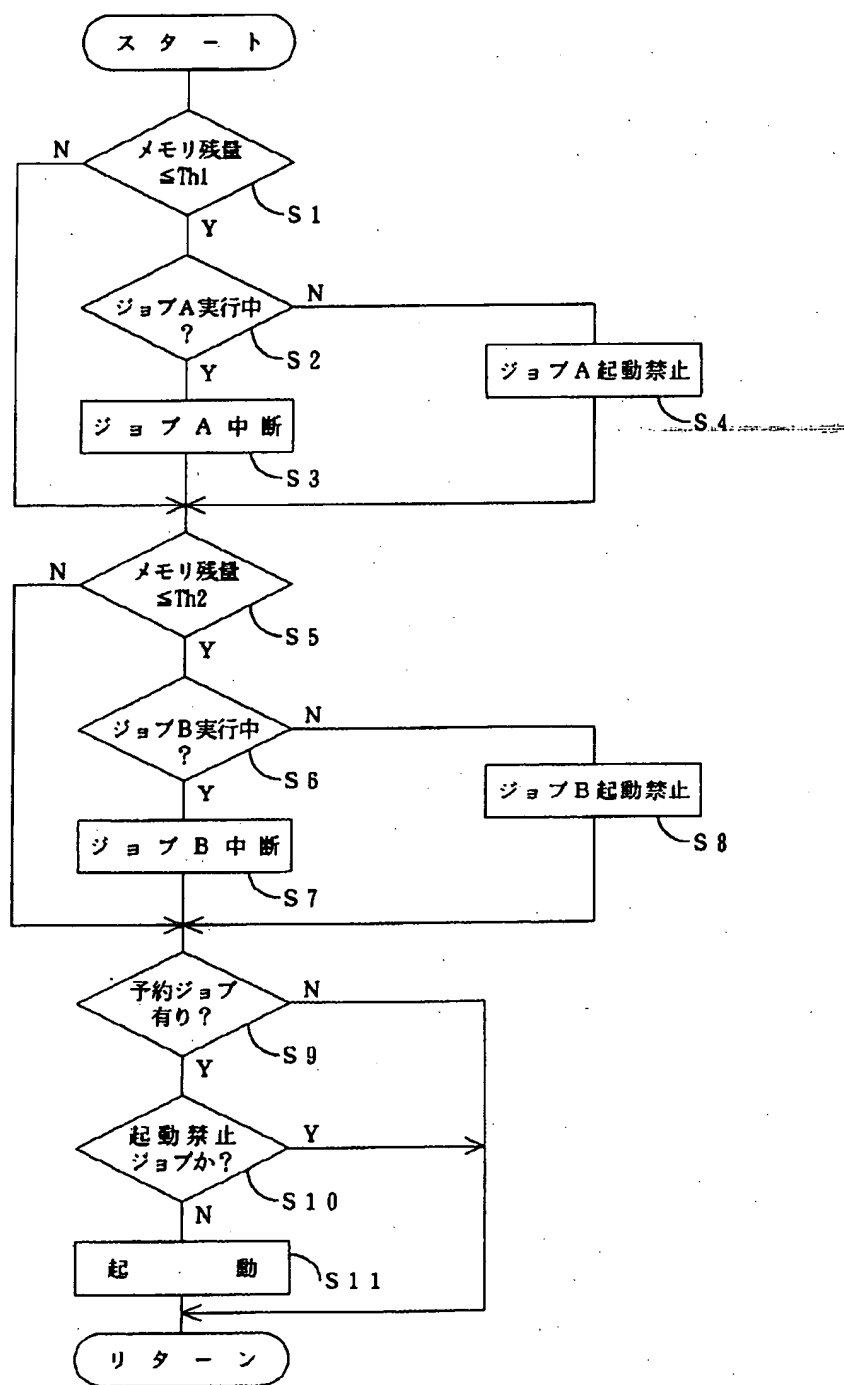 スタート
N
メモリ残量
≦Th1
S1
Y
ジョブA実行中
?
N
S2
Y
ジョブA起動禁止
S4
ジョブA中断
S3
N
メモリ残量
≦Th2
S5
Y
ジョブB実行中
?
N
S6
Y
ジョブB起動禁止
S8
ジョブB中断
S7
予約ジョブ
有り?
N
S9
Y
起動禁止
ジョブか?
Y
S10
N
起動
S11
リターン